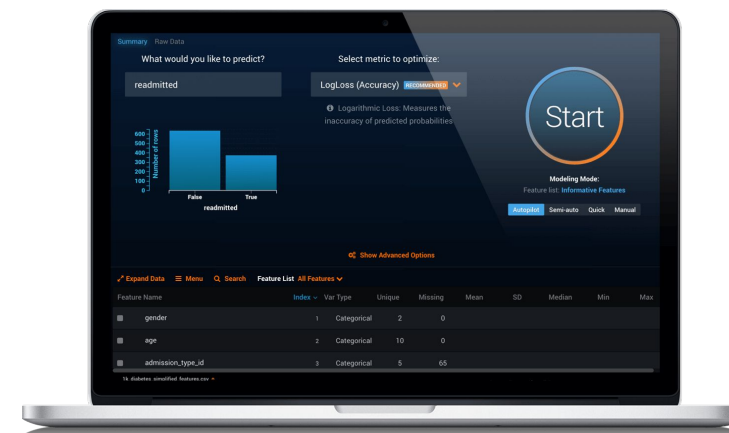 Summary Raw Data
What would you like to predict?
readmitted
Select metric to optimize:
LogLoss (Accuracy) RECOMMENDED
Logarithmic Loss: Measures the
inaccuracy of predicted probabilities
Start
Number of rows
600
500
400
300
200
100
0
False True
readmitted
Modeling Mode:
Feature list: Informative Features
Autopilot Semi-auto Quick Manual
Show Advanced Options
Expand Data Menu Search Feature List All Features
Feature Name Index Var Type Unique Missing Mean SD Median Min Max
gender 1 Categorical 2 0
age 2 Categorical 10 0
admission_type_id 3 Categorical 5 65
1k_diabetes_simplified_features.csv